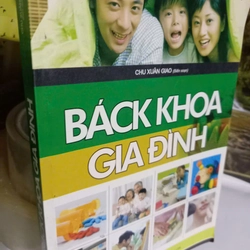 CHU XUÂN GIAO (Biên soạn)
BÁCK KHOA
GIA ĐÌNH